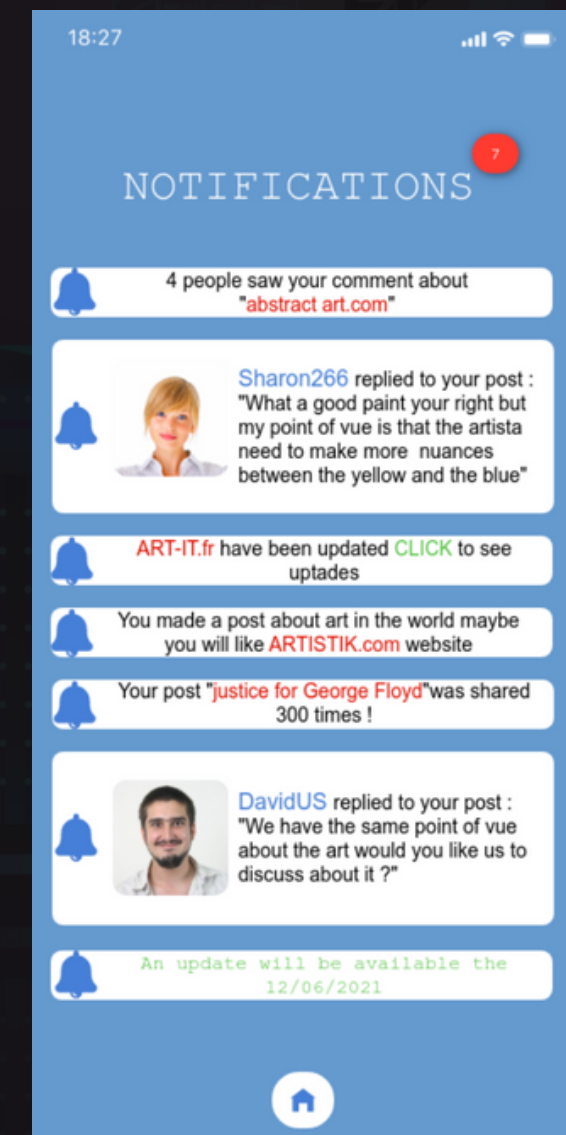 18:27
7
NOTIFICATIONS
4 people saw your comment about
"abstract art.com"
Sharon266 replied to your post :
"What a good paint your right but
my point of vue is that the artista
need to make more nuances
between the yellow and the blue"
ART-IT.fr have been updated CLICK to see
uptades
You made a post about art in the world maybe
you will like ARTISTIK.com website
Your post "justice for George Floyd"was shared
300 times !
DavidUS replied to your post :
"We have the same point of vue
about the art would you like us to
discuss about it ?"
An update will be available the
12/06/2021